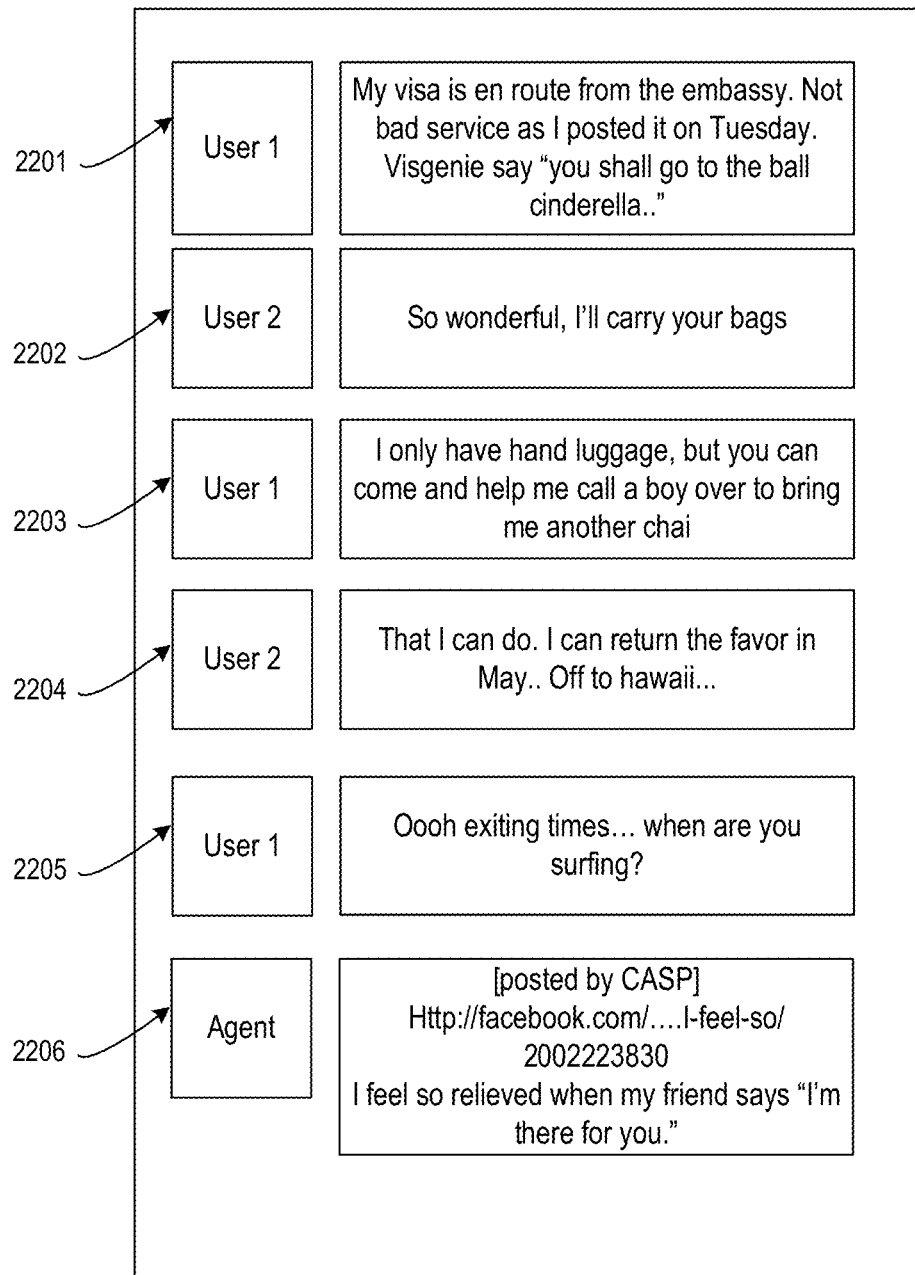 2201
User 1
My visa is en route from the embassy. Not
bad service as I posted it on Tuesday.
Visgenie say “you shall go to the ball
cinderella..”
2202
User 2
So wonderful, I’ll carry your bags
2203
User 1
I only have hand luggage, but you can
come and help me call a boy over to bring
me another chai
2204
User 2
That I can do. I can return the favor in
May.. Off to hawaii...
2205
User 1
Oooh exiting times… when are you
surfing?
2206
Agent
[posted by CASP]
Http://facebook.com/….I-feel-so/
2002223830
I feel so relieved when my friend says “I’m
there for you.”